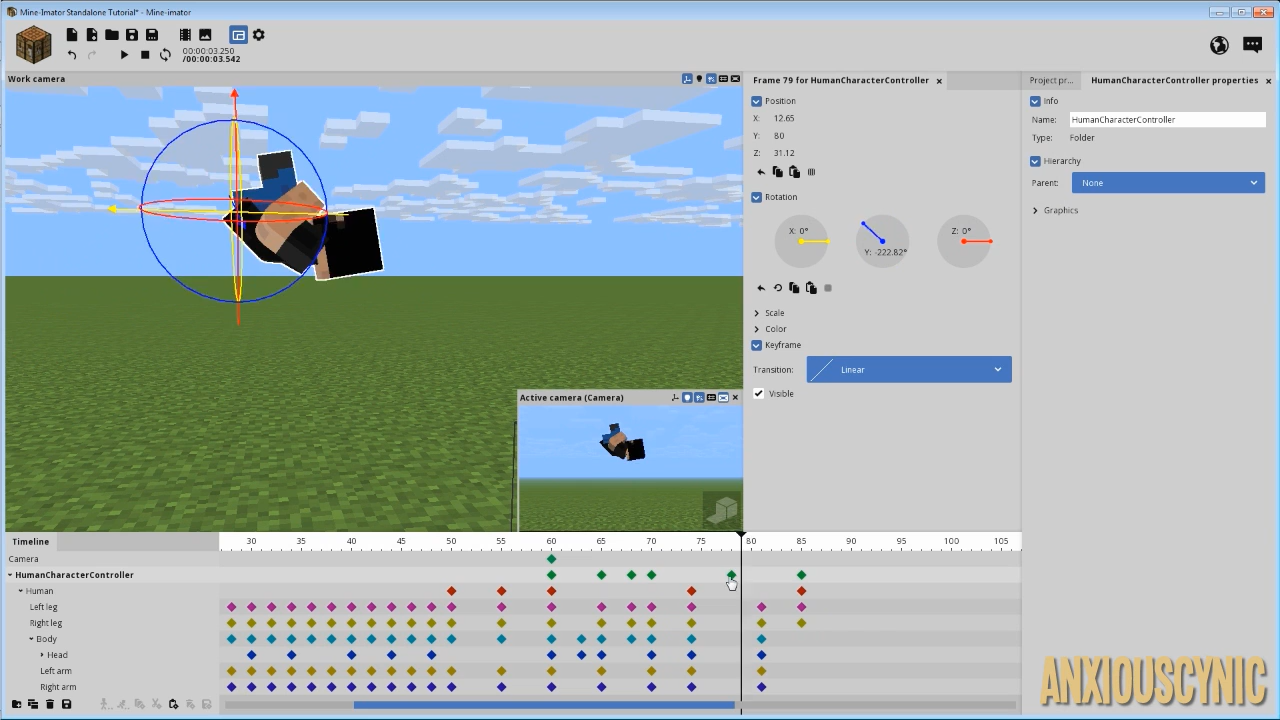 Mine-Imator Standalone Tutorial* - Mine-imator
00:00:03.250
/00:00:03.542
Work camera
Frame 79 for HumanCharacterController
Position
X: 12.65
Y: 80
Z: 31.12
Rotation
X: 0°
Y: -222.82°
Z: 0°
Scale
Color
Keyframe
Transition: Linear
Visible
Project pr...
HumanCharacterController properties
Info
Name: HumanCharacterController
Type: Folder
Hierarchy
Parent: None
Graphics
Active camera (Camera)
Timeline
30 35 40 45 50 55 60 65 70 75 80 85 90 95 100 105
Camera
HumanCharacterController
Human
Left leg
Right leg
Body
Head
Left arm
Right arm
ANXIOUSCYNIC